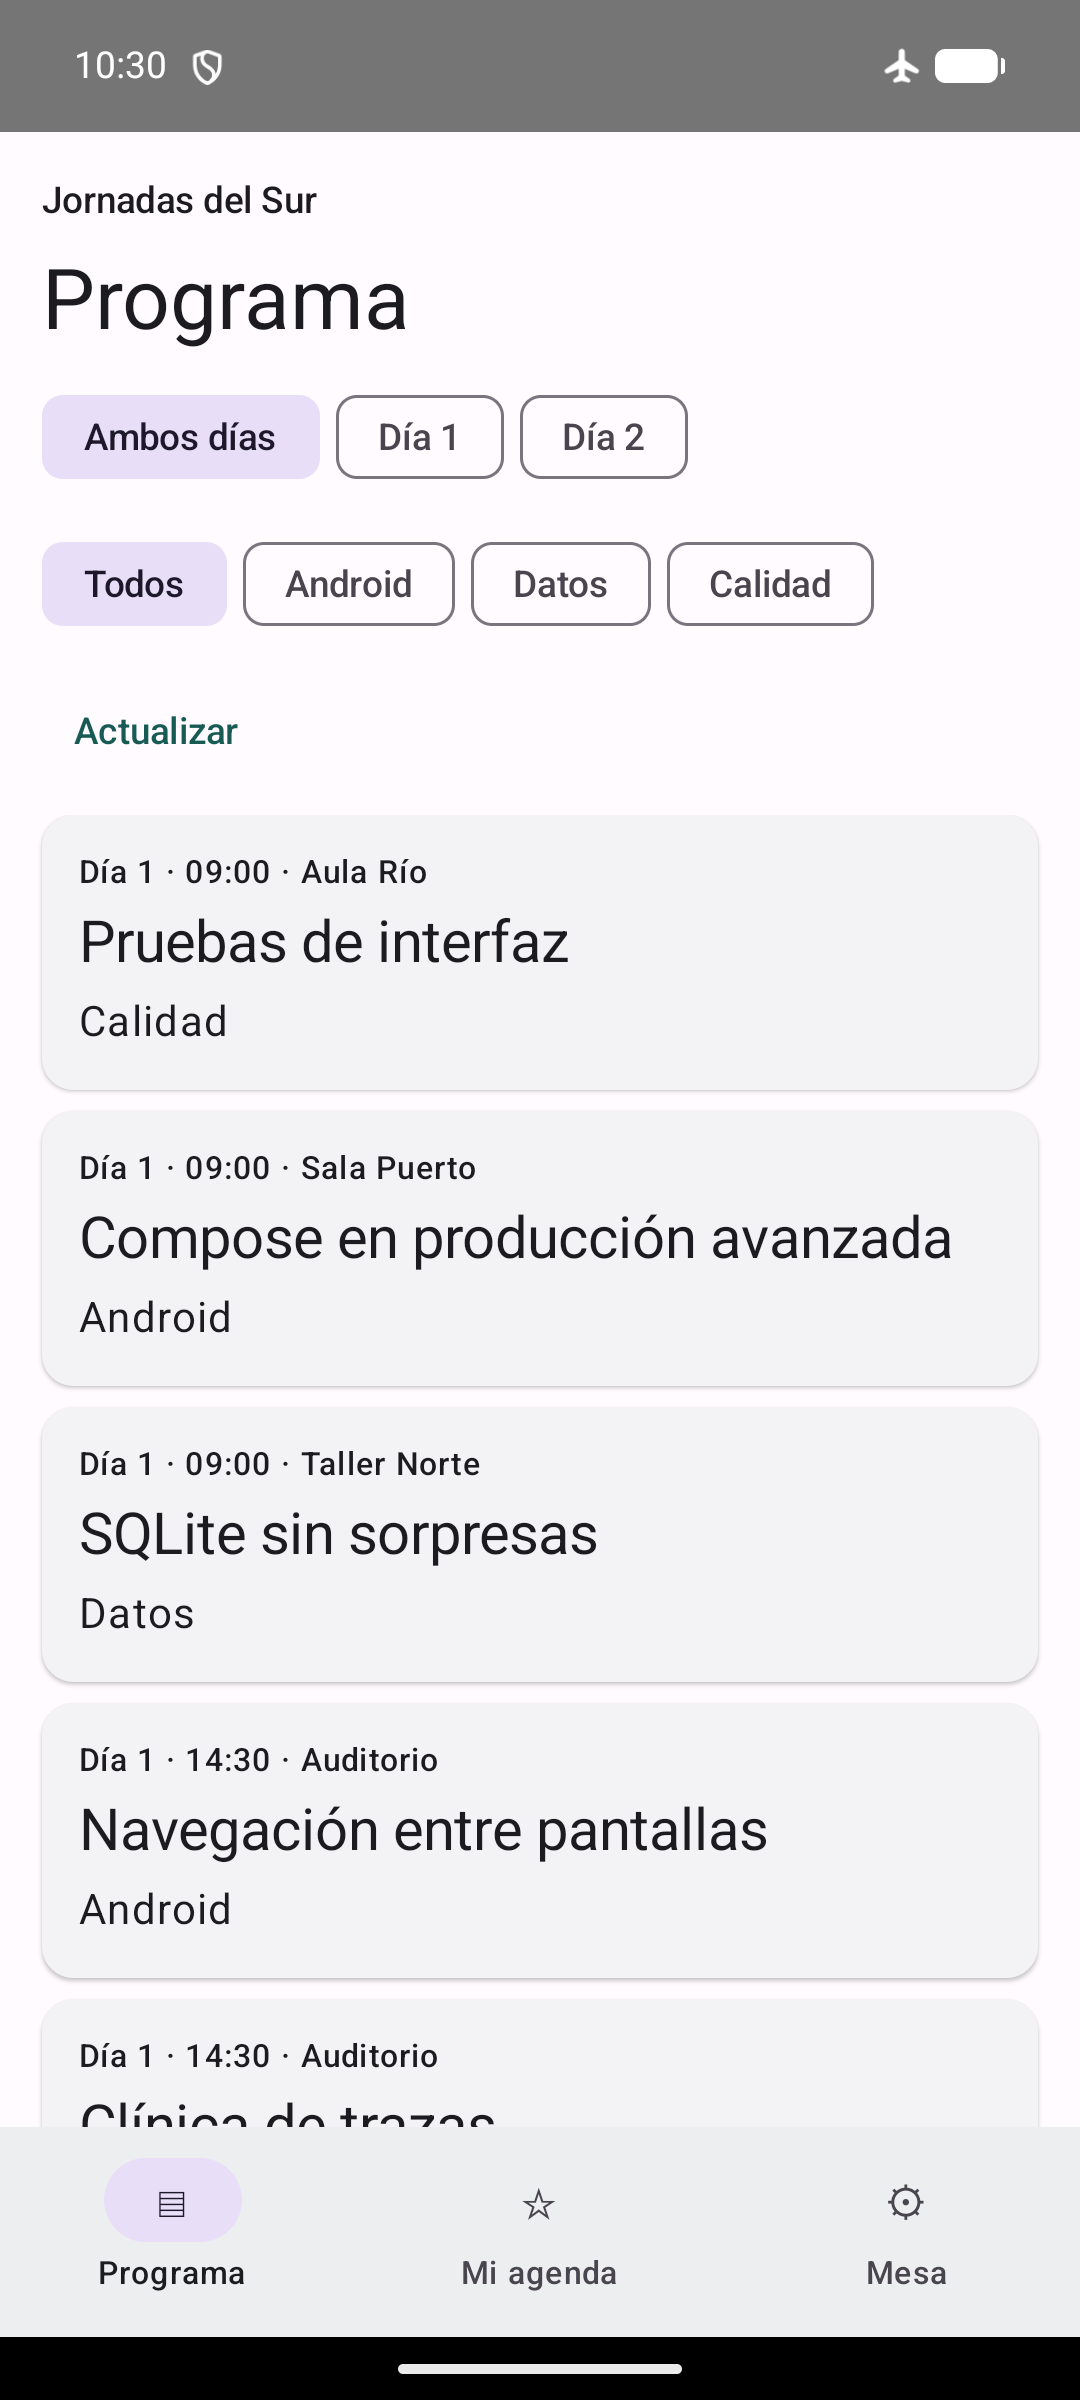 10:30
Jornadas del Sur
Programa
Ambos días Día 1 Día 2
Todos Android Datos Calidad
Actualizar
Día 1 · 09:00 · Aula Río
Pruebas de interfaz
Calidad
Día 1 · 09:00 · Sala Puerto
Compose en producción avanzada
Android
Día 1 · 09:00 · Taller Norte
SQLite sin sorpresas
Datos
Día 1 · 14:30 · Auditorio
Navegación entre pantallas
Android
Día 1 · 14:30 · Auditorio
Clínica de trazas
Programa Mi agenda Mesa